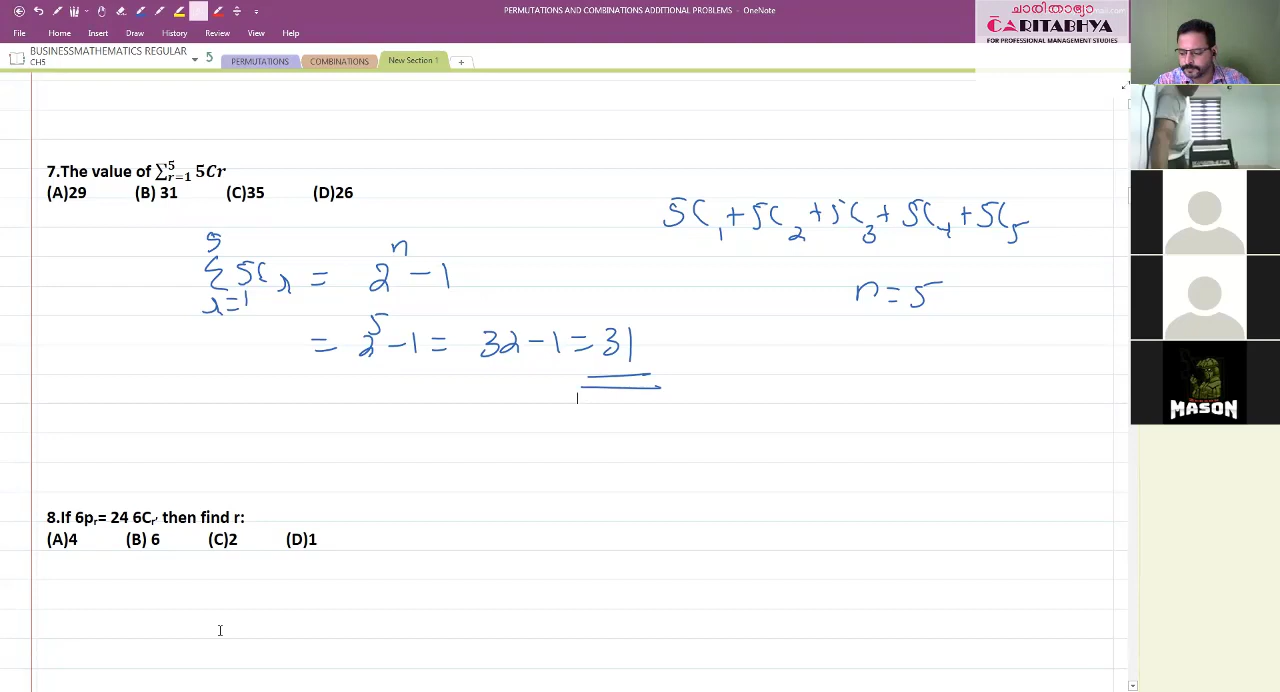 PERMUTATIONS AND COMBINATIONS ADDITIONAL PROBLEMS - OneNote
ചാരിതാഭ്യാ
CARITABHYA
FOR PROFESSIONAL MANAGEMENT STUDIES
File Home Insert Draw History Review View Help
BUSINESSMATHEMATICS REGULAR
CH5
PERMUTATIONS COMBINATIONS New Section 1
7.The value of ∑_{r=1}^{5} 5Cr
(A)29 (B) 31 (C)35 (D)26
5C₁ + 5C₂ + 5C₃ + 5C₄ + 5C₅
∑_{r=1}^{5} 5Cᵣ = 2ⁿ - 1
n = 5
= 2⁵ - 1 = 32 - 1 = 31
8.If 6pᵣ= 24 6Cᵣ, then find r:
(A)4 (B) 6 (C)2 (D)1
MASON